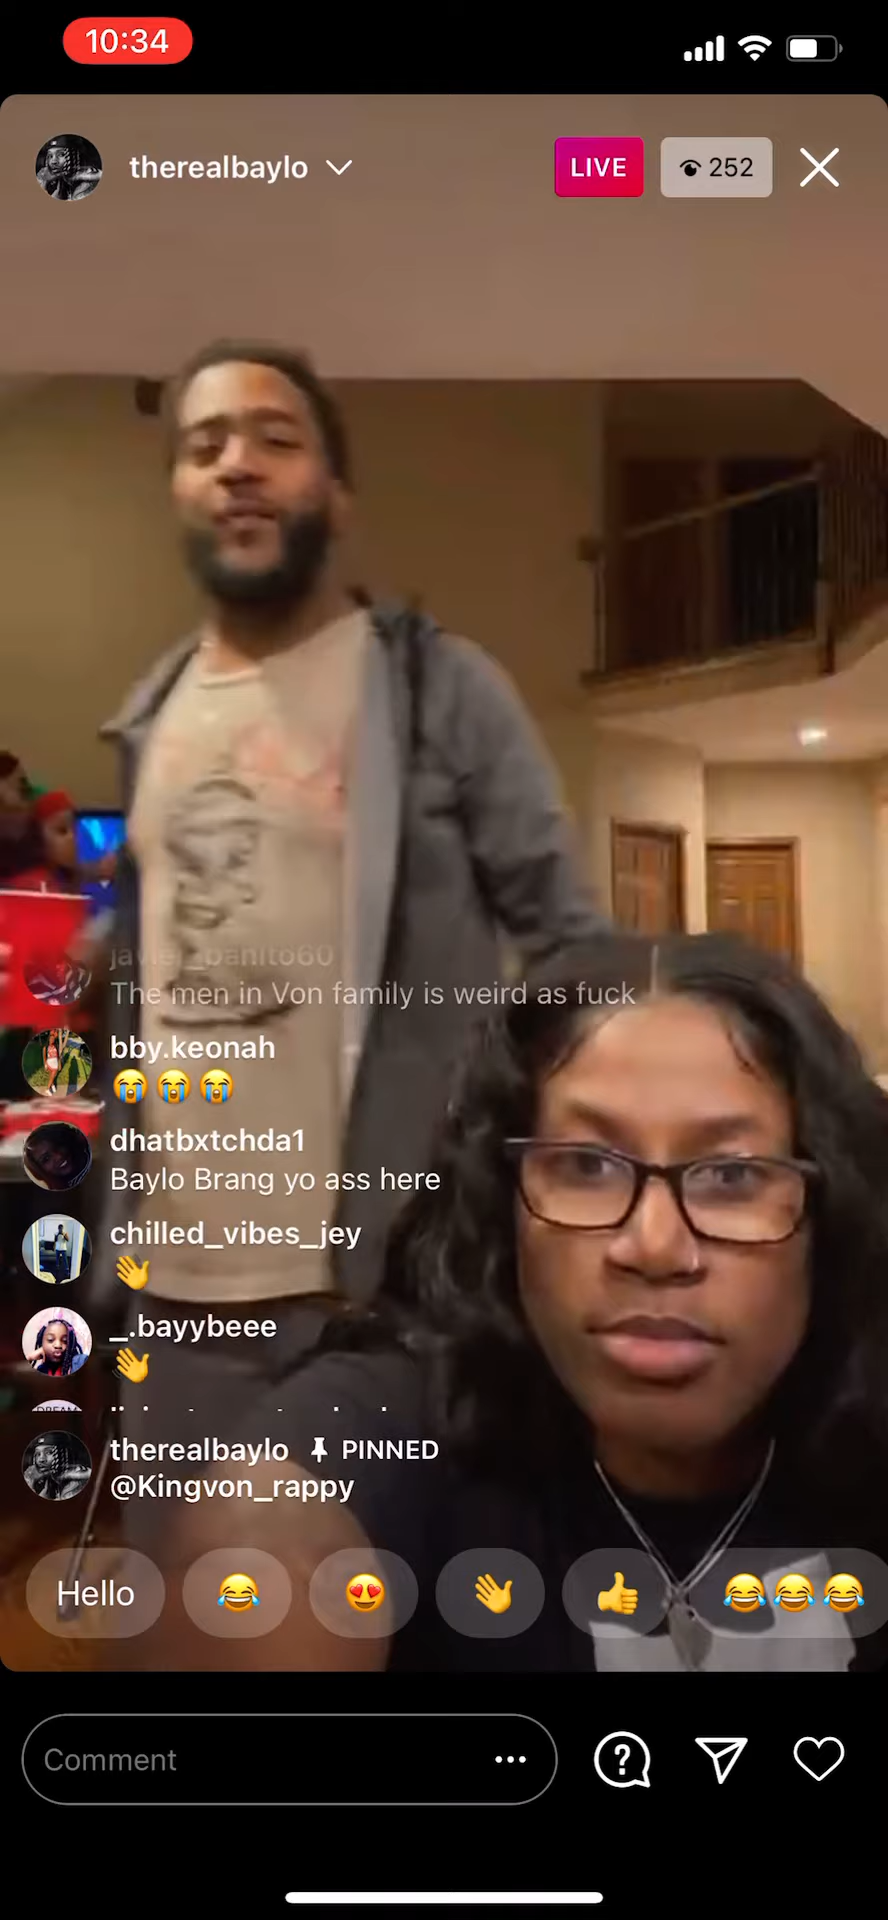 10:34
therealbaylo
LIVE
252
The men in Von family is weird as fuck
bby.keonah
😭😭😭
dhatbxtchda1
Baylo Brang yo ass here
chilled_vibes_jey
👋
_.bayybeee
👋
therealbaylo PINNED
@Kingvon_rappy
Hello 😂 😍 👋 👍 😂😂😂
Comment